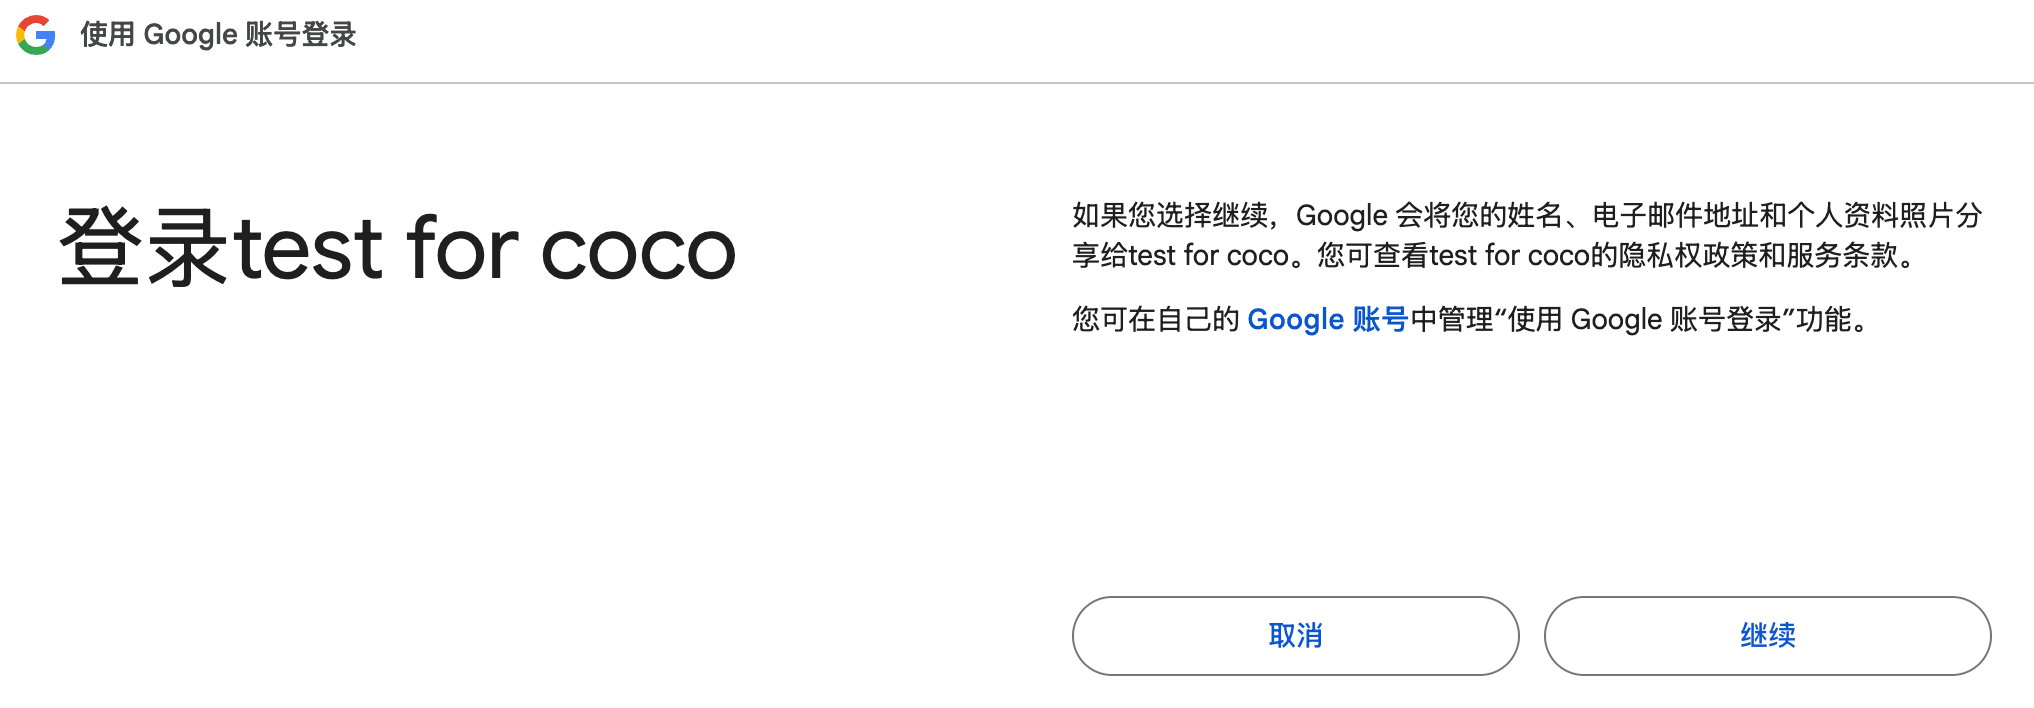 使用 Google 账号登录
登录test for coco
如果您选择继续，Google 会将您的姓名、电子邮件地址和个人资料照片分
享给test for coco。您可查看test for coco的隐私权政策和服务条款。
您可在自己的 Google 账号中管理“使用 Google 账号登录”功能。
取消
继续